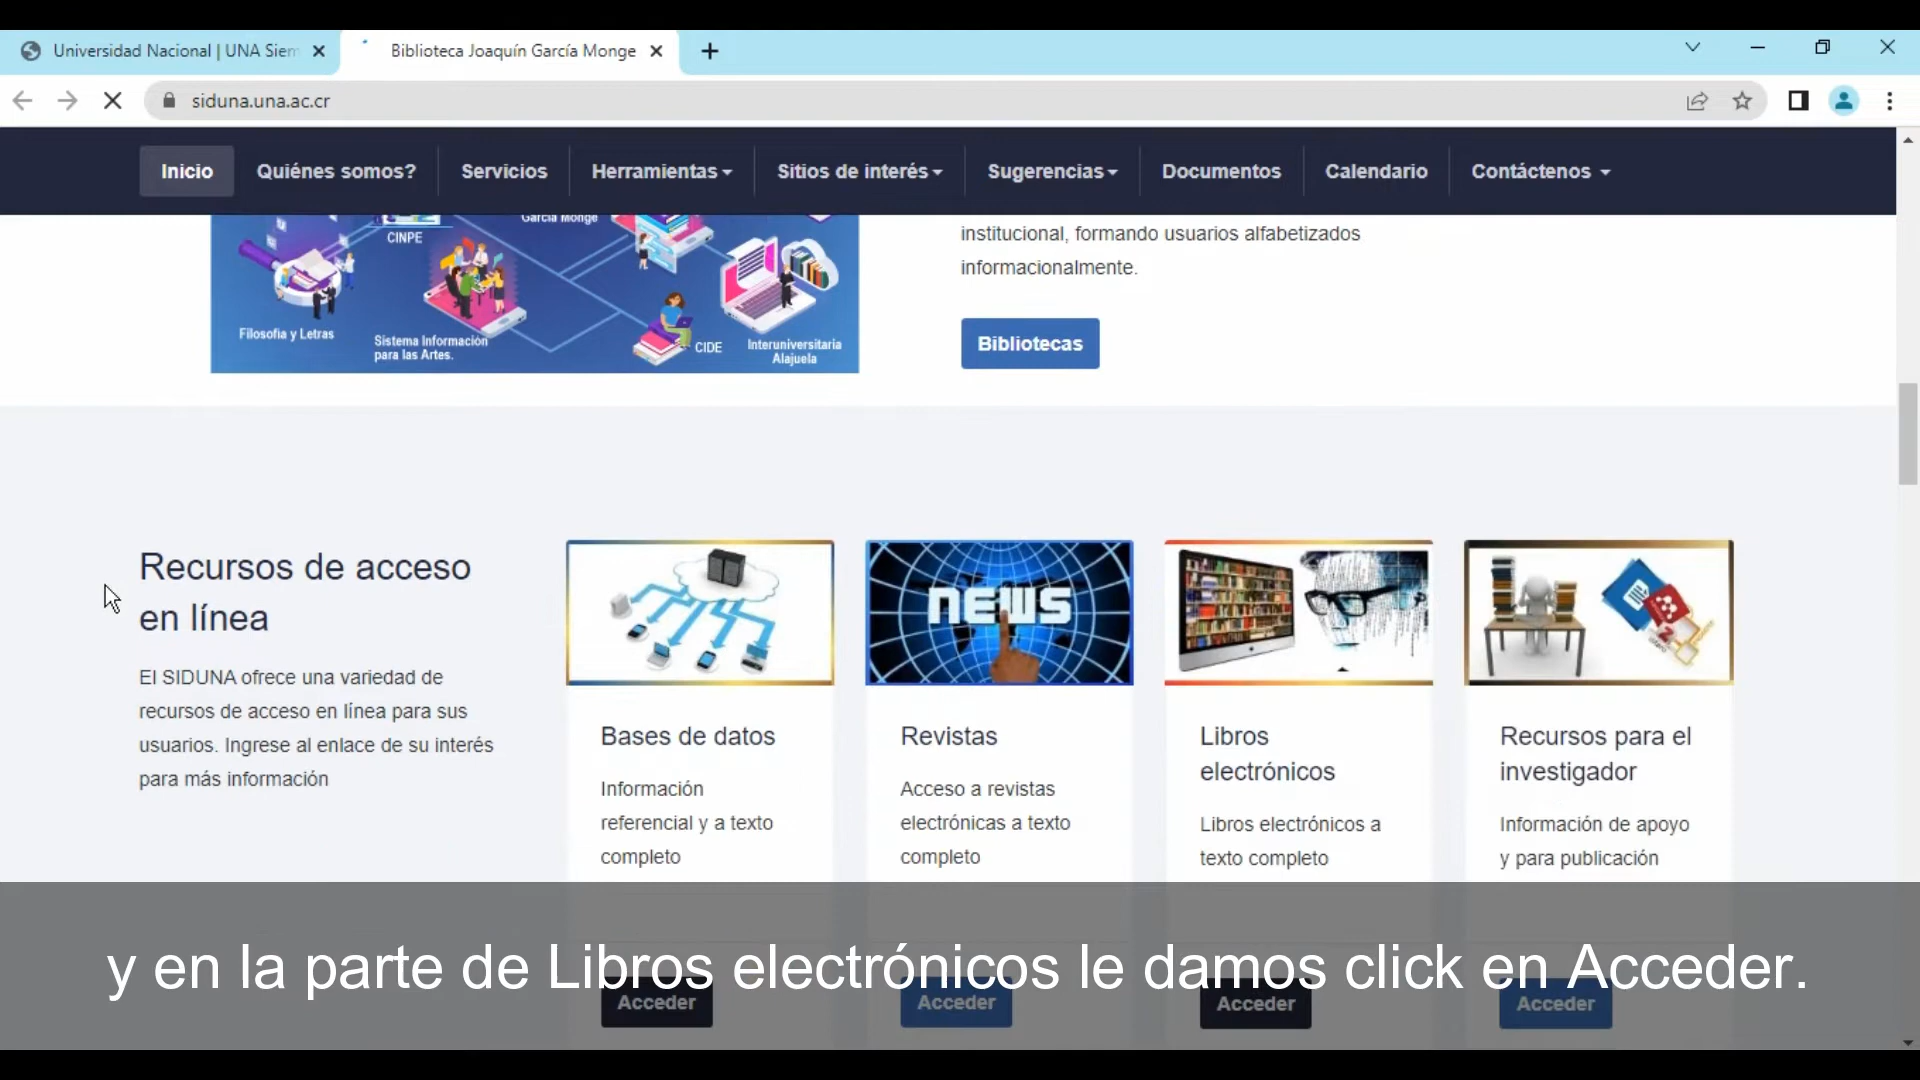 Universidad Nacional | UNA Siem
Biblioteca Joaquín García Monge
siduna.una.ac.cr
Inicio
Quiénes somos?
Servicios
Herramientas
Sitios de interés
Sugerencias
Documentos
Calendario
Contáctenos
García Monge
CINPE
Filosofía y Letras
Sistema Información
para las Artes.
CIDE
Interuniversitaria
Alajuela
institucional, formando usuarios alfabetizados
informacionalmente.
Bibliotecas
Recursos de acceso
en línea
El SIDUNA ofrece una variedad de
recursos de acceso en línea para sus
usuarios. Ingrese al enlace de su interés
para más información
NEWS
Bases de datos
Información
referencial y a texto
completo
Revistas
Acceso a revistas
electrónicas a texto
completo
Libros
electrónicos
Libros electrónicos a
texto completo
Recursos para el
investigador
Información de apoyo
y para publicación
y en la parte de Libros electrónicos le damos click en Acceder.
Acceder
Acceder
Acceder
Acceder